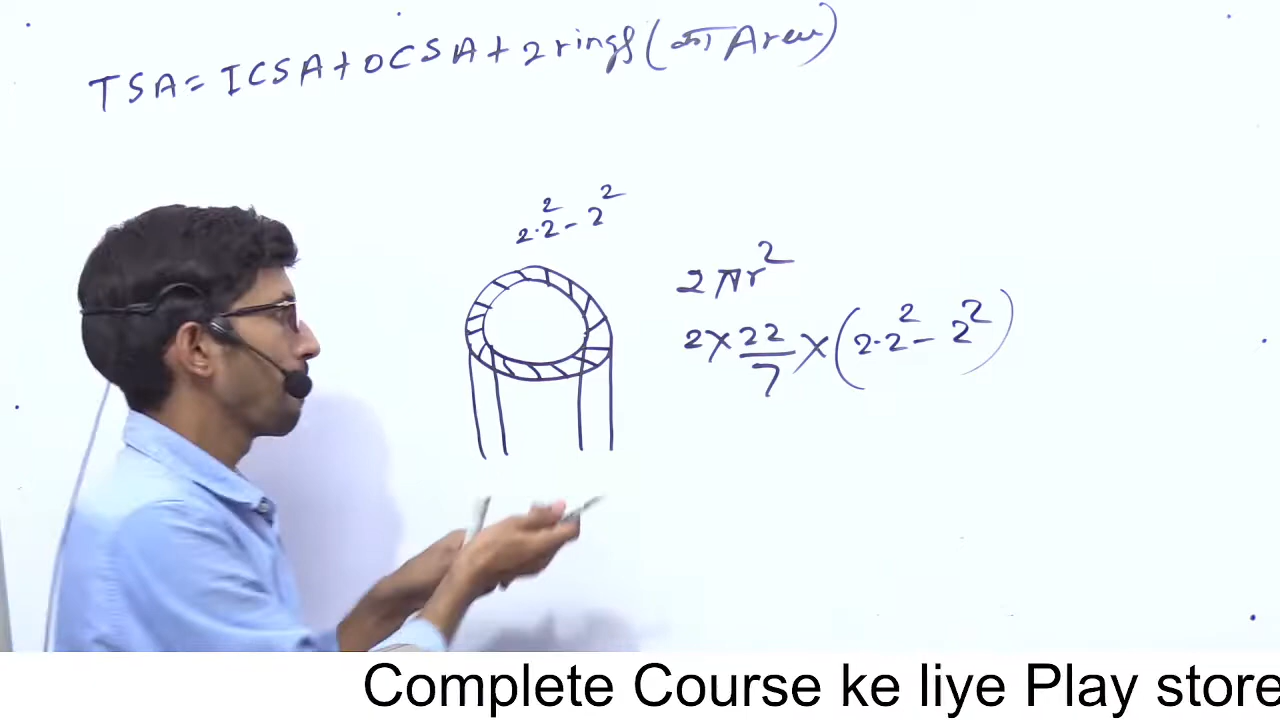 TSA = ICSA + OCSA + 2 rings (का Area)
2.2² - 2²
2πr²
2 × 22/7 × (2.2² - 2²)
Complete Course ke liye Play store